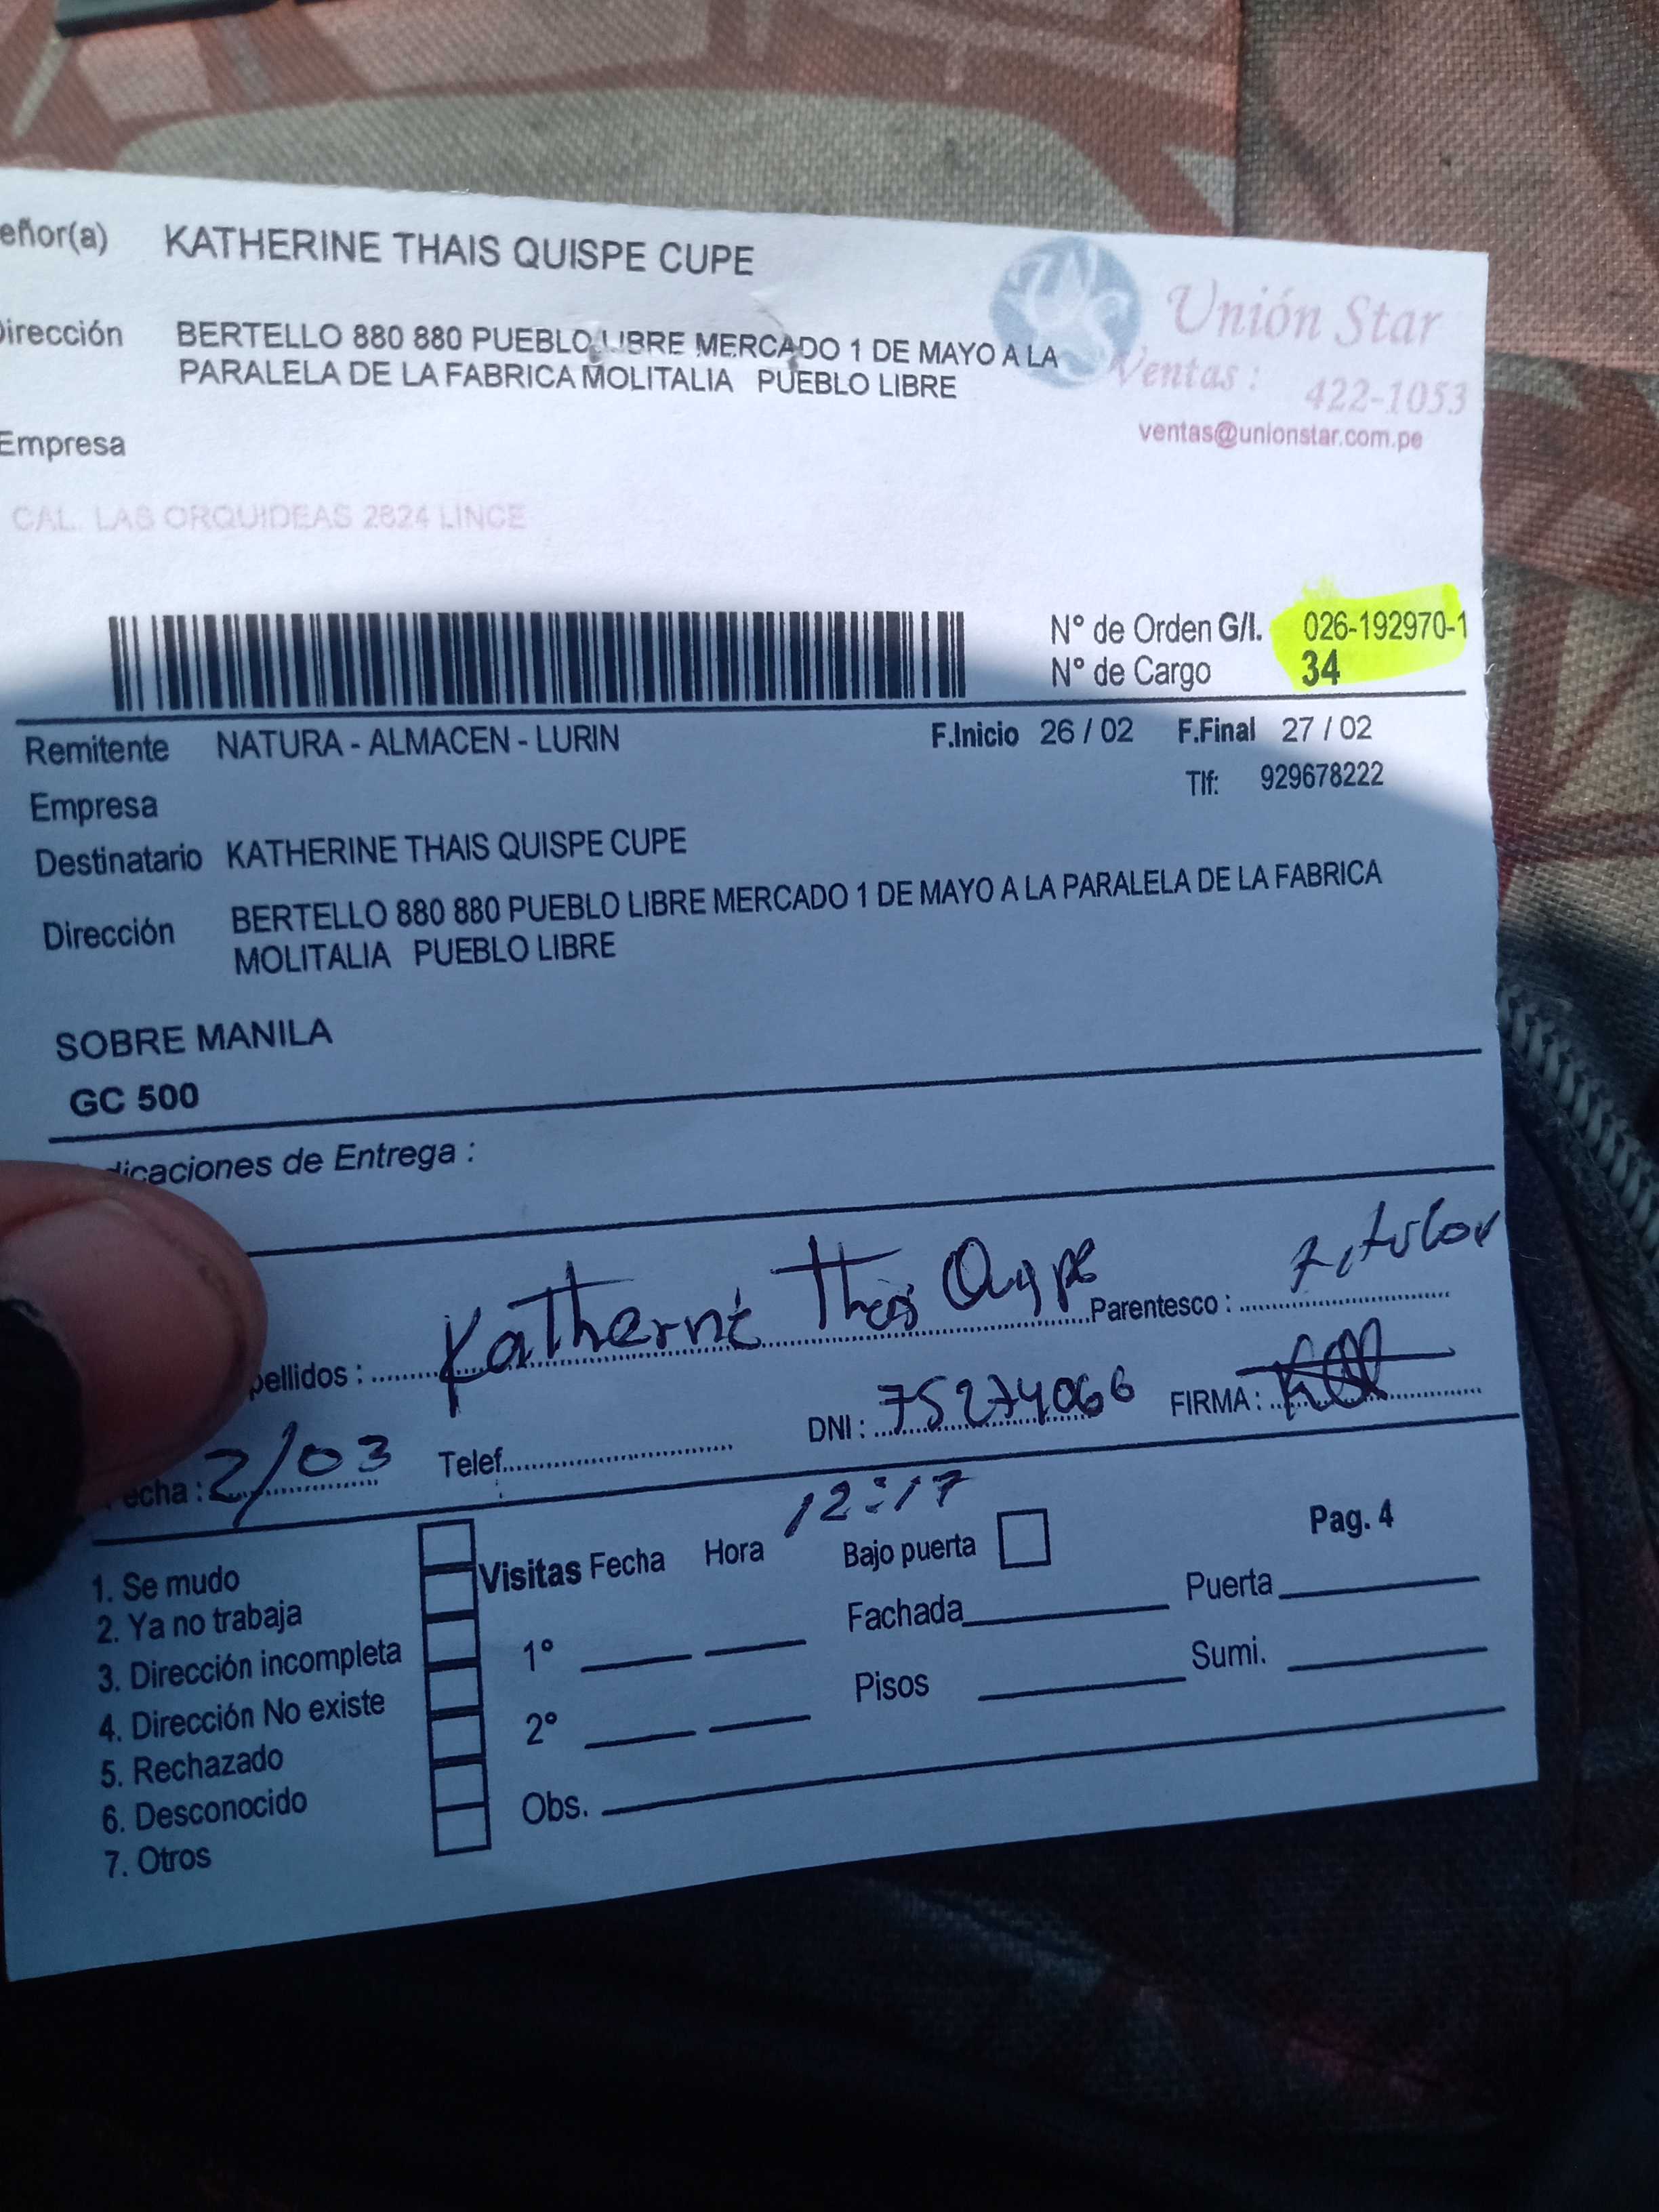 eñor(a) KATHERINE THAIS QUISPE CUPE
Dirección BERTELLO 880 880 PUEBLO LIBRE MERCADO 1 DE MAYO A LA
PARALELA DE LA FABRICA MOLITALIA PUEBLO LIBRE
Unión Star
Ventas : 422-1053
ventas@unionstar.com.pe
Empresa
CAL. LAS ORQUIDEAS 2624 LINCE
N° de Orden G/I. 026-192970-1
N° de Cargo 34
Remitente NATURA - ALMACEN - LURIN F.Inicio 26 / 02 F.Final 27 / 02
Tlf: 929678222
Empresa
Destinatario KATHERINE THAIS QUISPE CUPE
Dirección BERTELLO 880 880 PUEBLO LIBRE MERCADO 1 DE MAYO A LA PARALELA DE LA FABRICA
MOLITALIA PUEBLO LIBRE
SOBRE MANILA
GC 500
dicaciones de Entrega :
pellidos : Katherine Thais Quispe Parentesco : titular
echa : 2/03 Telef. DNI : 75274066 FIRMA :
12:17
1. Se mudo
2. Ya no trabaja
3. Dirección incompleta
4. Dirección No existe
5. Rechazado
6. Desconocido
7. Otros
Visitas Fecha Hora Bajo puerta Pag. 4
1° Fachada Puerta
2° Pisos Sumi.
Obs.